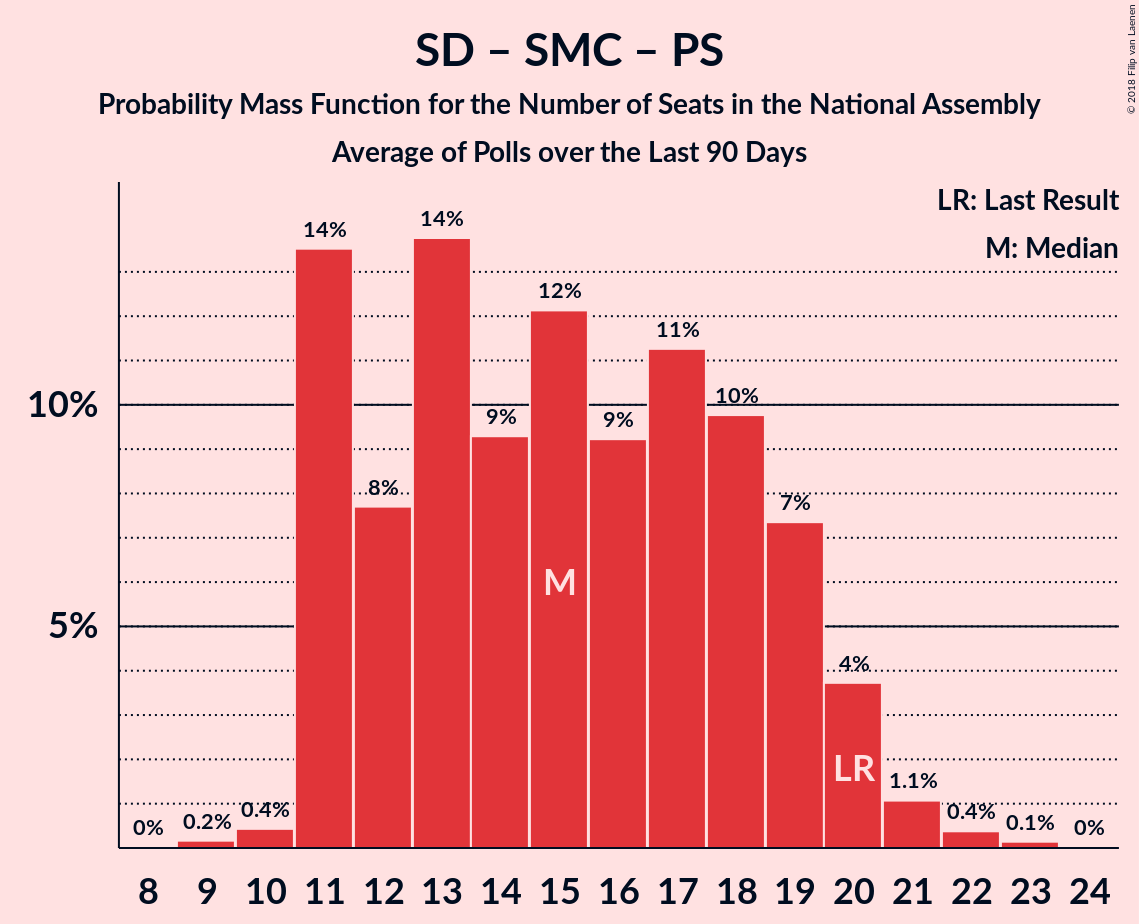 SD – SMC – PS
Probability Mass Function for the Number of Seats in the National Assembly
Average of Polls over the Last 90 Days
© 2018 Filip van Laenen
LR: Last Result
M: Median
14%
14%
12%
11%
10%
10%
9%
9%
8%
7%
M
5%
4%
LR
1.1%
0.4%
0.4%
0.2%
0.1%
0%
0%
8 9 10 11 12 13 14 15 16 17 18 19 20 21 22 23 24